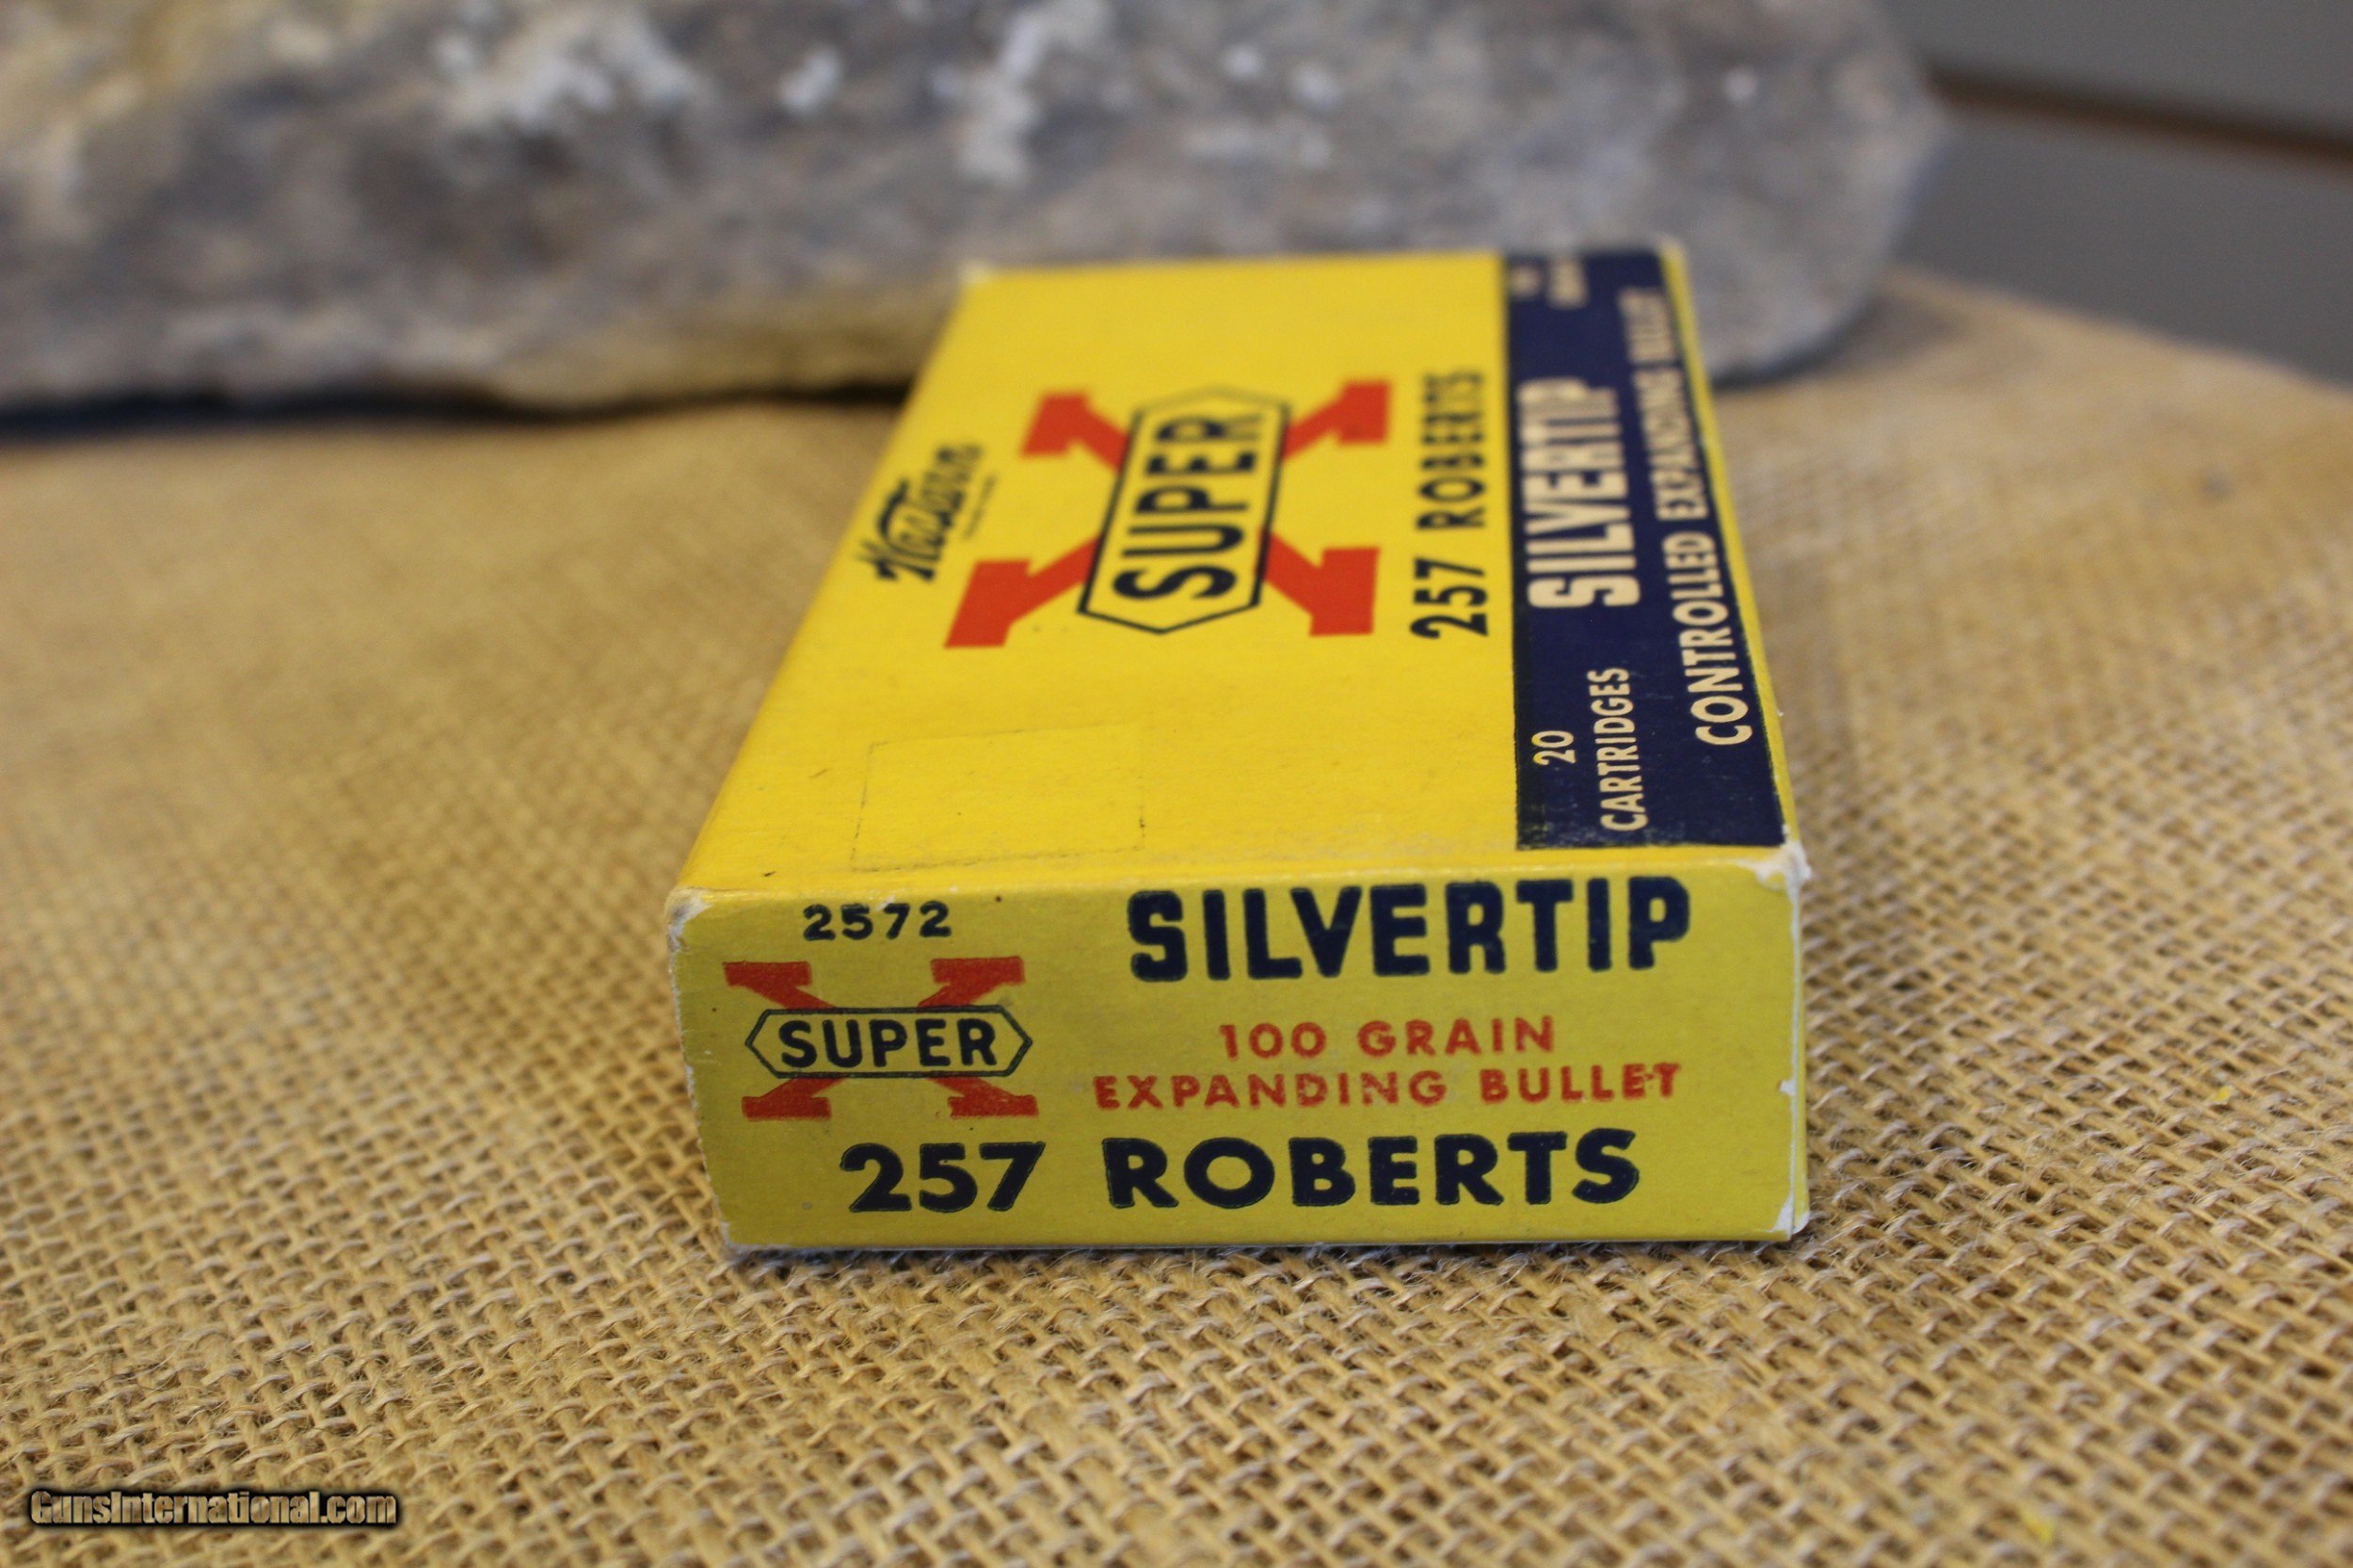 Western
SUPER X
257 ROBERTS
20
CARTRIDGES
SILVERTIP
CONTROLLED EXPANDING BULLET
2572
SUPER X
SILVERTIP
100 GRAIN
EXPANDING BULLET
257 ROBERTS
GunsInternational.com